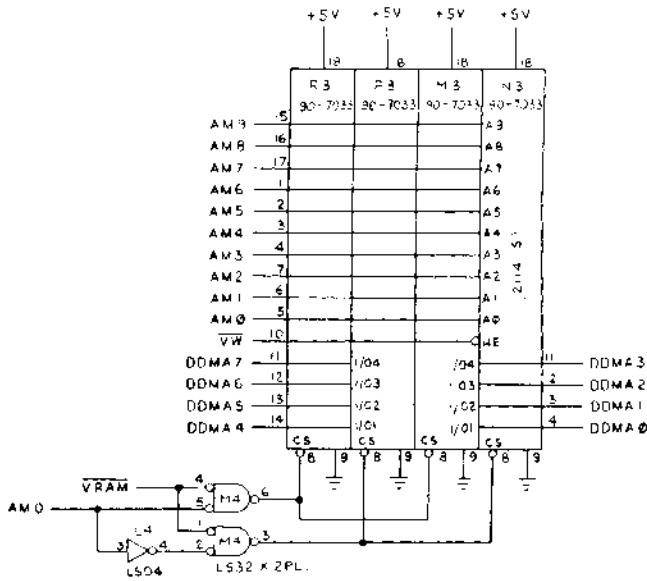 +5V +5V +5V +5V
18 8 18 18
R3 P3 M3 N3
90-7033 90-7033 90-7033 90-7033
AM9 15 A9
AM8 16 A8
AM7 17 A7
AM6 1 A6
AM5 2 A5
AM4 3 A4
AM3 4 A3
AM2 7 A2
AM1 6 A1
AMØ 5 AØ
VW 10 WE
DDMA7 11 I/O4 I/O4 11 DDMA3
DDMA6 12 I/O3 I/O3 2 DDMA2
DDMA5 13 I/O2 I/O2 3 DDMA1
DDMA4 14 I/O1 I/O1 4 DDMAØ
CS CS CS CS
8 9 8 9 8 9 8 9
VRAM 4 M4 6
AM0 5
1 M4 3
L4 2
3 4
LS04 LS32 × 2PL.